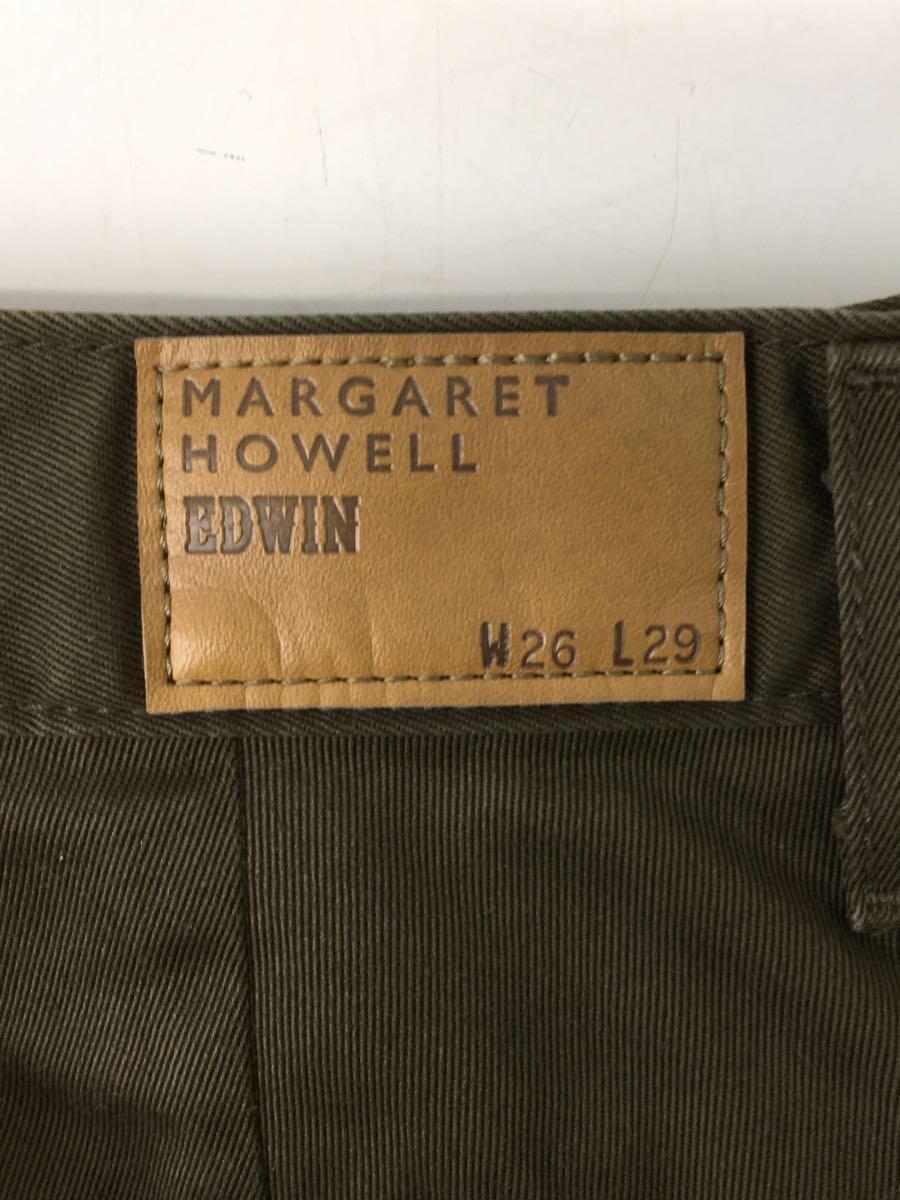 MARGARET
HOWELL
EDWIN
W26 L29